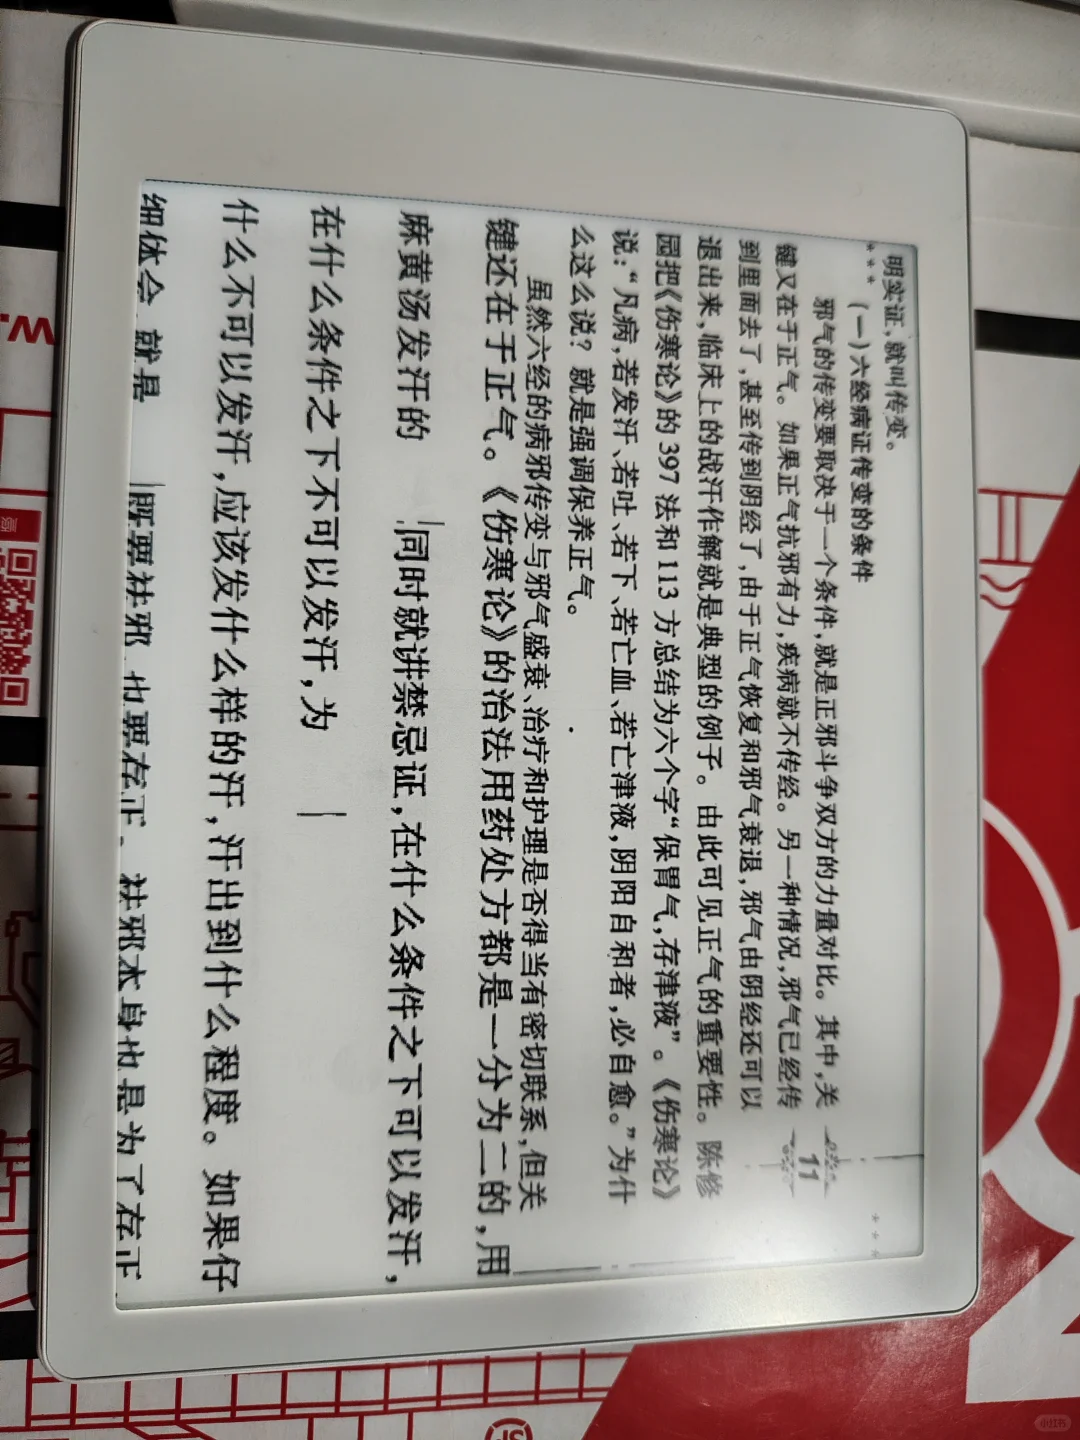 明实证,就叫传变。
***
(一)六经病证传变的条件
邪气的传变要取决于一个条件,就是正邪斗争双方的力量对比。其中,关
键又在于正气。如果正气抗邪有力,疾病就不传经。另一种情况,邪气已经传
11
到里面去了,甚至传到阴经了,由于正气恢复和邪气衰退,邪气由阴经还可以
退出来,临床上的战汗作解就是典型的例子。由此可见正气的重要性。陈修
园把《伤寒论》的397法和113方总结为六个字“保胃气,存津液”。《伤寒论》
说:“凡病,若发汗、若吐、若下、若亡血、若亡津液,阴阳自和者,必自愈。”为什
么这么说?就是强调保养正气。
虽然六经的病邪传变与邪气盛衰、治疗和护理是否得当有密切联系,但关
键还在于正气。《伤寒论》的治法用药处方都是一分为二的,用
麻黄汤发汗的 同时就讲禁忌证,在什么条件之下可以发汗,
在什么条件之下不可以发汗,为
什么不可以发汗,应该发什么样的汗,汗出到什么程度。如果仔
细体会 就是 既要祛邪 也要存正。祛邪本身也是为了存正
***
小红书